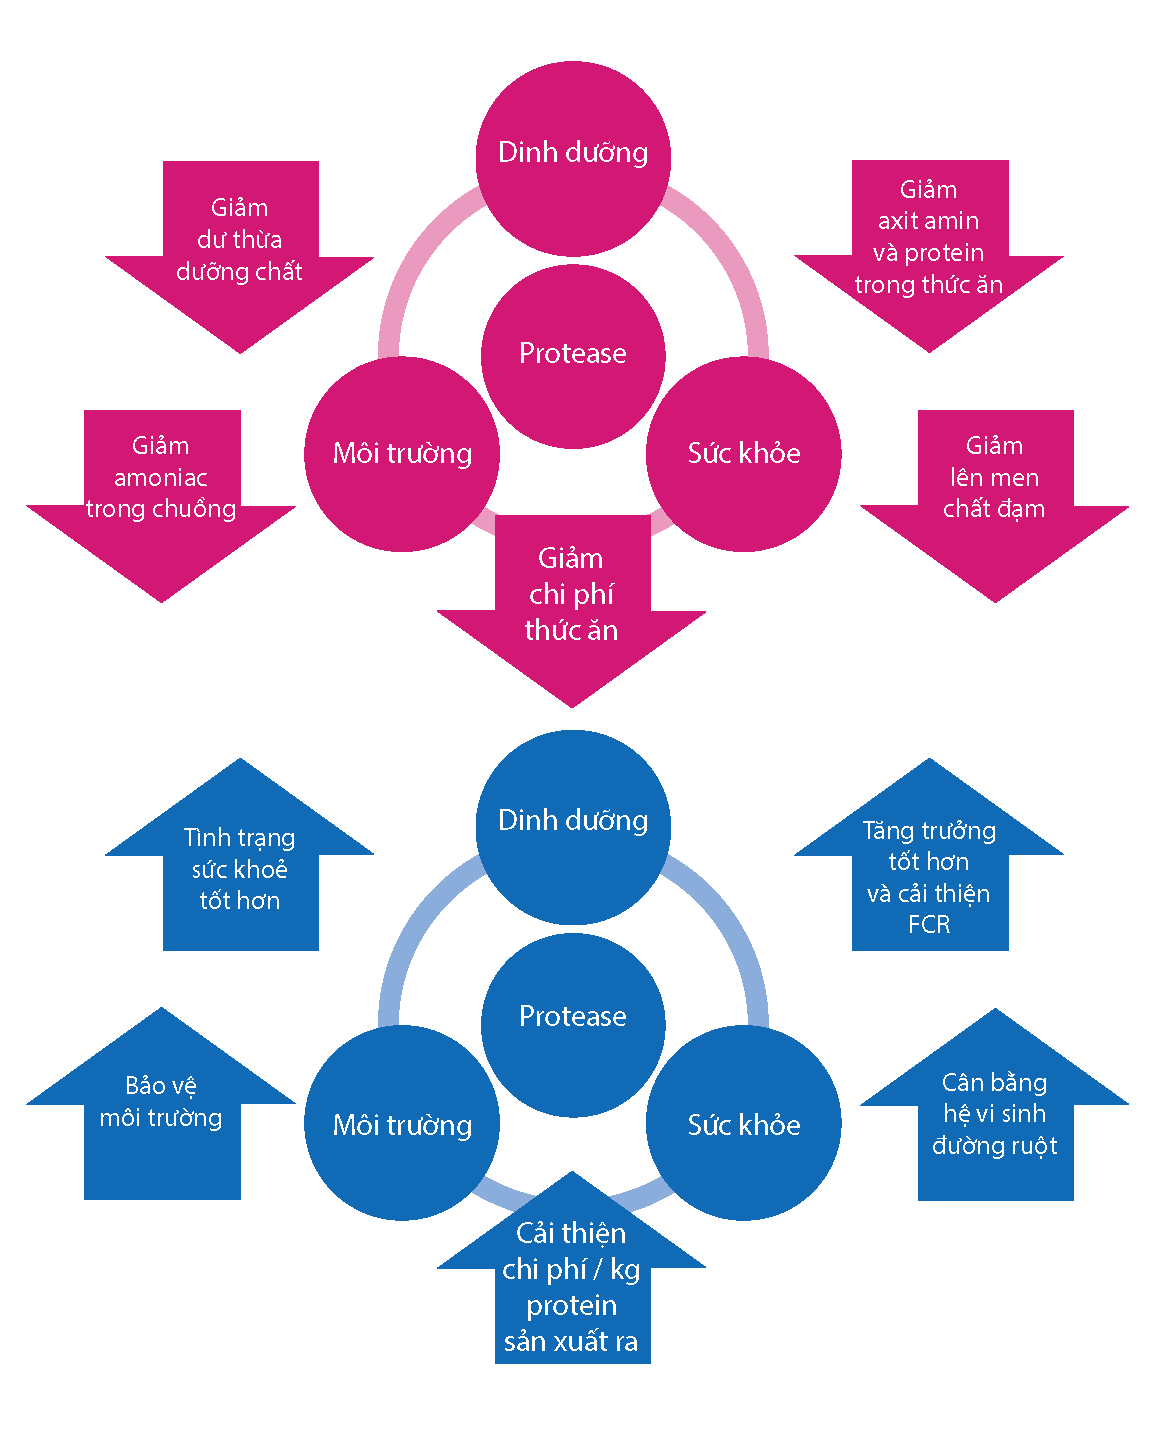 Dinh dưỡng
Giảm
dư thừa
dưỡng chất
Giảm
axit amin
và protein
trong thức ăn
Protease
Môi trường
Sức khỏe
Giảm
amoniac
trong chuồng
Giảm
lên men
chất đạm
Giảm
chi phí
thức ăn
Dinh dưỡng
Tình trạng
sức khoẻ
tốt hơn
Tăng trưởng
tốt hơn
và cải thiện
FCR
Protease
Môi trường
Sức khỏe
Bảo vệ
môi trường
Cân bằng
hệ vi sinh
đường ruột
Cải thiện
chi phí / kg
protein
sản xuất ra